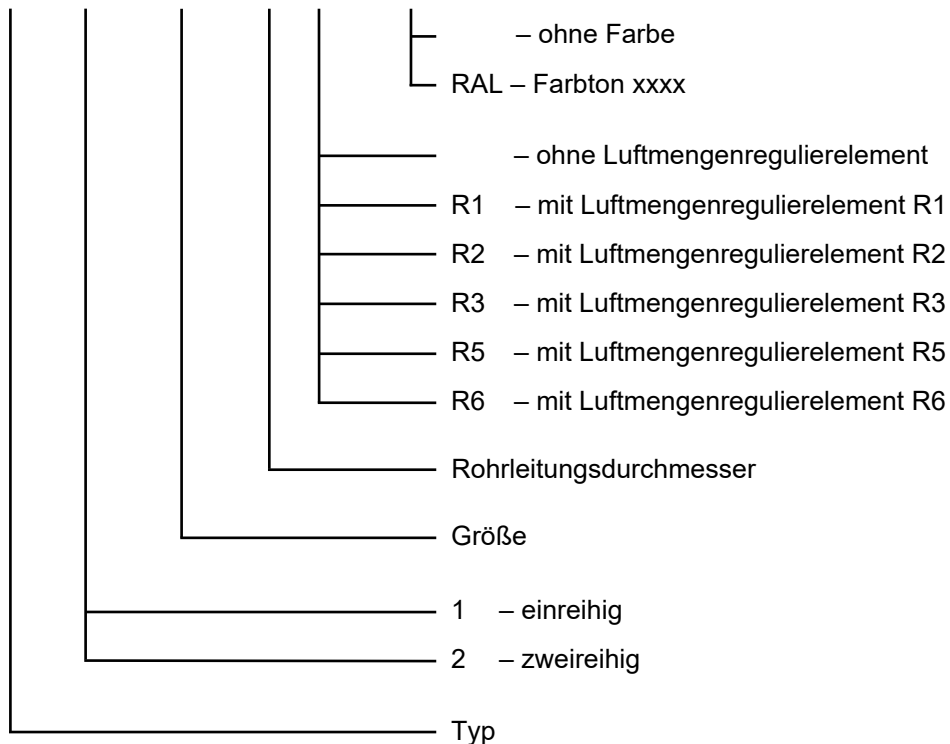 – ohne Farbe
RAL – Farbton xxxx
– ohne Luftmengenregulierelement
R1 – mit Luftmengenregulierelement R1
R2 – mit Luftmengenregulierelement R2
R3 – mit Luftmengenregulierelement R3
R5 – mit Luftmengenregulierelement R5
R6 – mit Luftmengenregulierelement R6
Rohrleitungsdurchmesser
Größe
1 – einreihig
2 – zweireihig
Typ